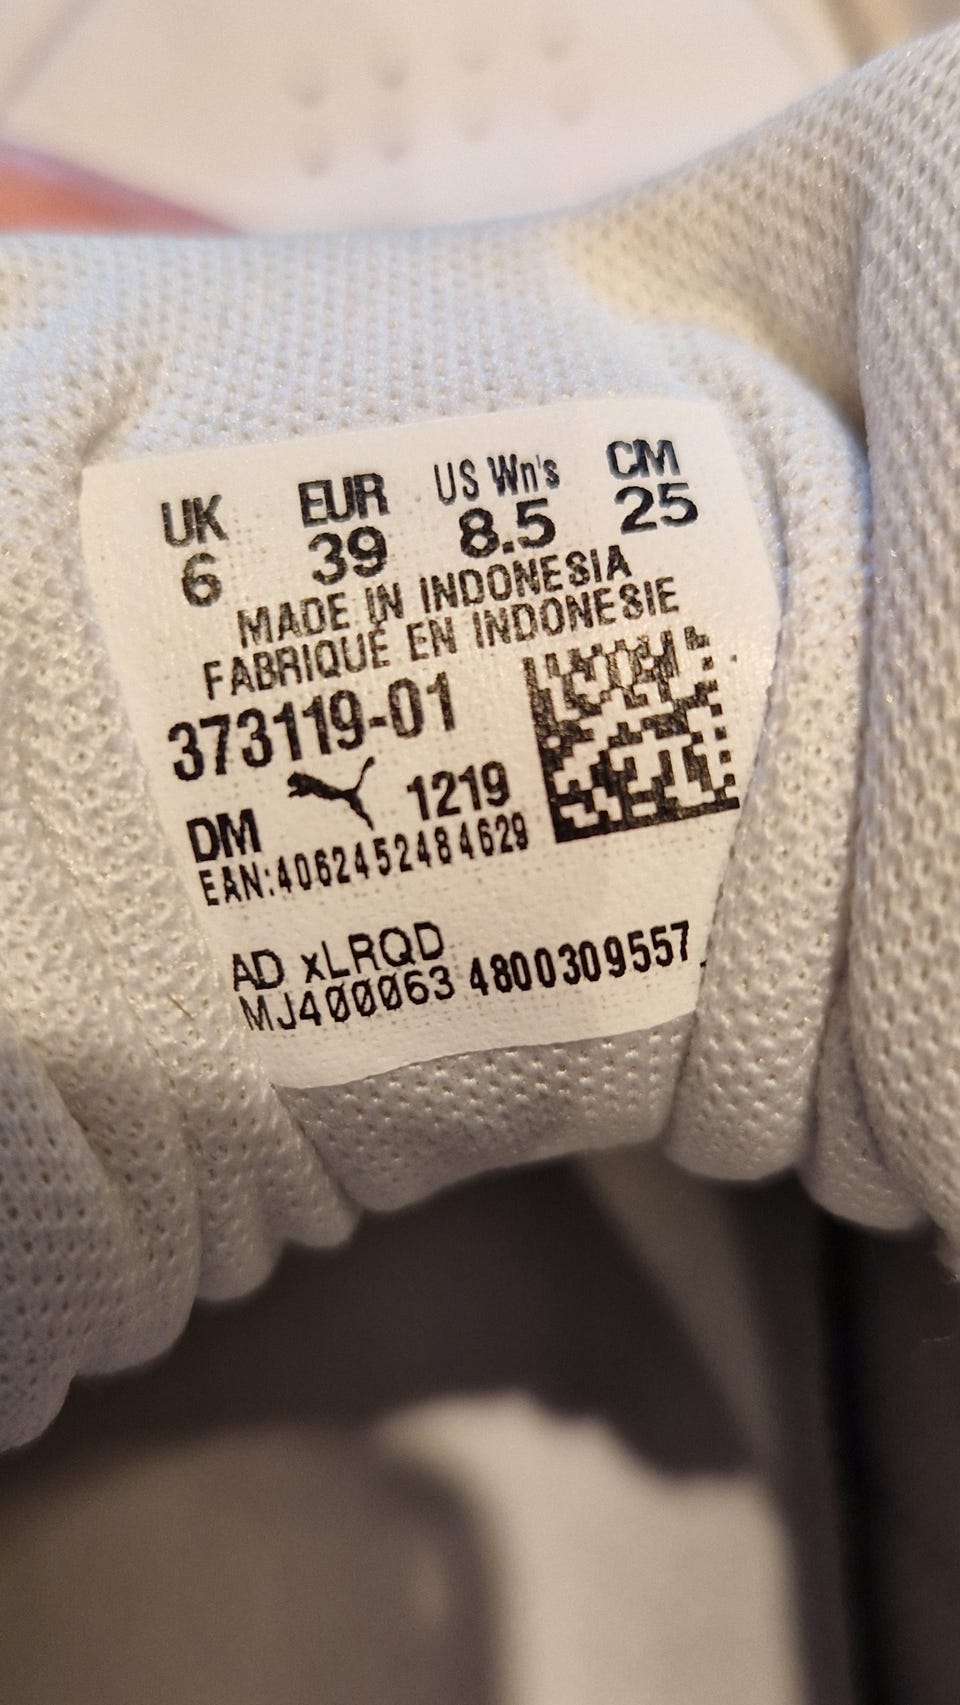 UK EUR US Wn's CM
6 39 8.5 25
MADE IN INDONESIA
FABRIQUÉ EN INDONESIE
373119-01
DM 1219
EAN:4062452484629
AD xLRQD
MJ400063 4800309557